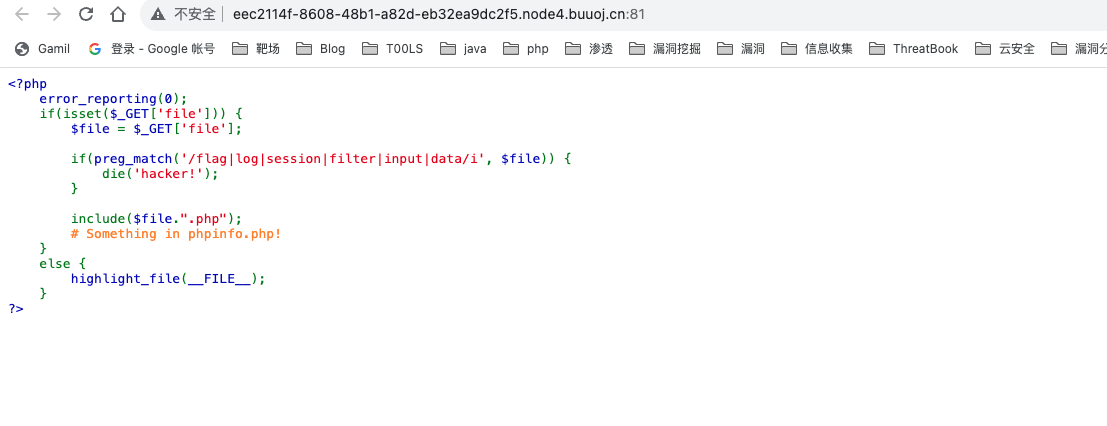 不安全 eec2114f-8608-48b1-a82d-eb32ea9dc2f5.node4.buuoj.cn:81
Gamil 登录 - Google 帐号 靶场 Blog T00LS java php 渗透 漏洞挖掘 漏洞 信息收集 ThreatBook 云安全 漏洞分
<?php
    error_reporting(0);
    if(isset($_GET['file'])) {
        $file = $_GET['file'];

        if(preg_match('/flag|log|session|filter|input|data/i', $file)) {
            die('hacker!');
        }

        include($file.".php");
        # Something in phpinfo.php!
    }
    else {
        highlight_file(__FILE__);
    }
?>